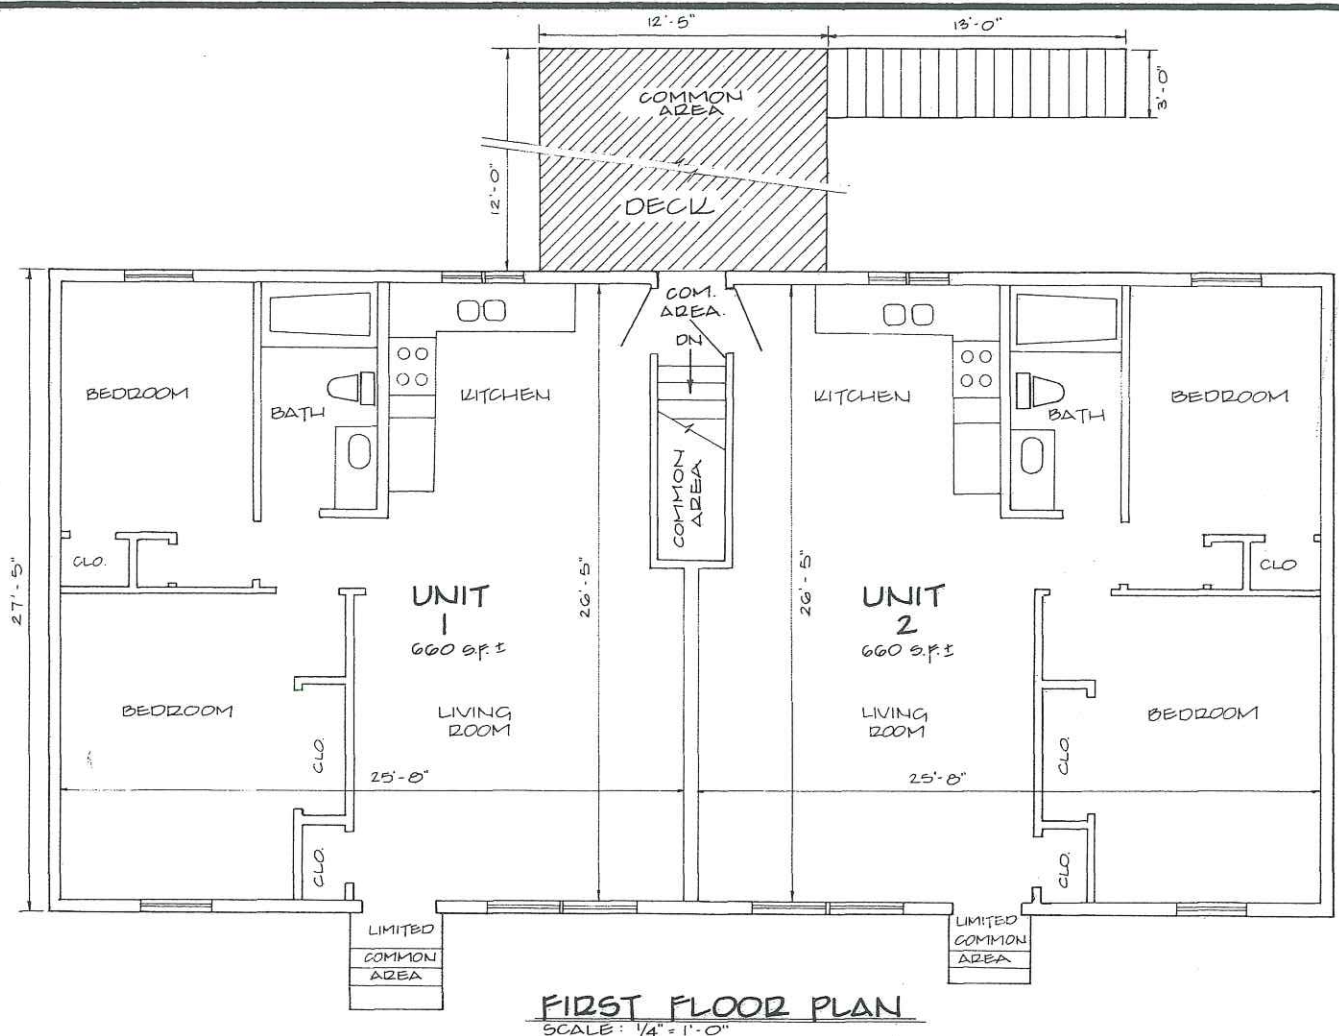 12'-5"
13'-0"
3'-0"
COMMON
AREA
12'-0"
DECK
COM.
AREA.
DN
BEDROOM
BATH
KITCHEN
KITCHEN
BATH
BEDROOM
COMMON
AREA
CLO.
CLO
27'-5"
26'-5"
26'-5"
UNIT
1
660 S.F.±
UNIT
2
660 S.F.±
BEDROOM
LIVING
ROOM
LIVING
ROOM
BEDROOM
CLO.
CLO.
25'-8"
25'-8"
CLO.
CLO.
LIMITED
COMMON
AREA
LIMITED
COMMON
AREA
FIRST FLOOR PLAN
SCALE: 1/4" = 1'-0"